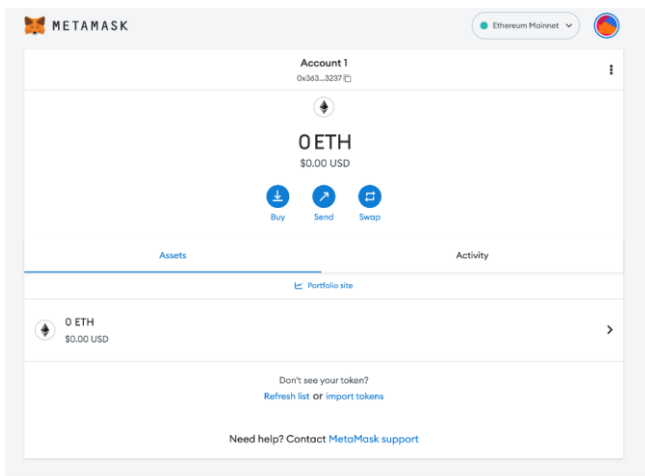 METAMASK
Ethereum Mainnet
Account 1
0x363...3237
0 ETH
$0.00 USD
Buy Send Swap
Assets Activity
Portfolio site
0 ETH
$0.00 USD
Don't see your token?
Refresh list or import tokens
Need help? Contact MetaMask support